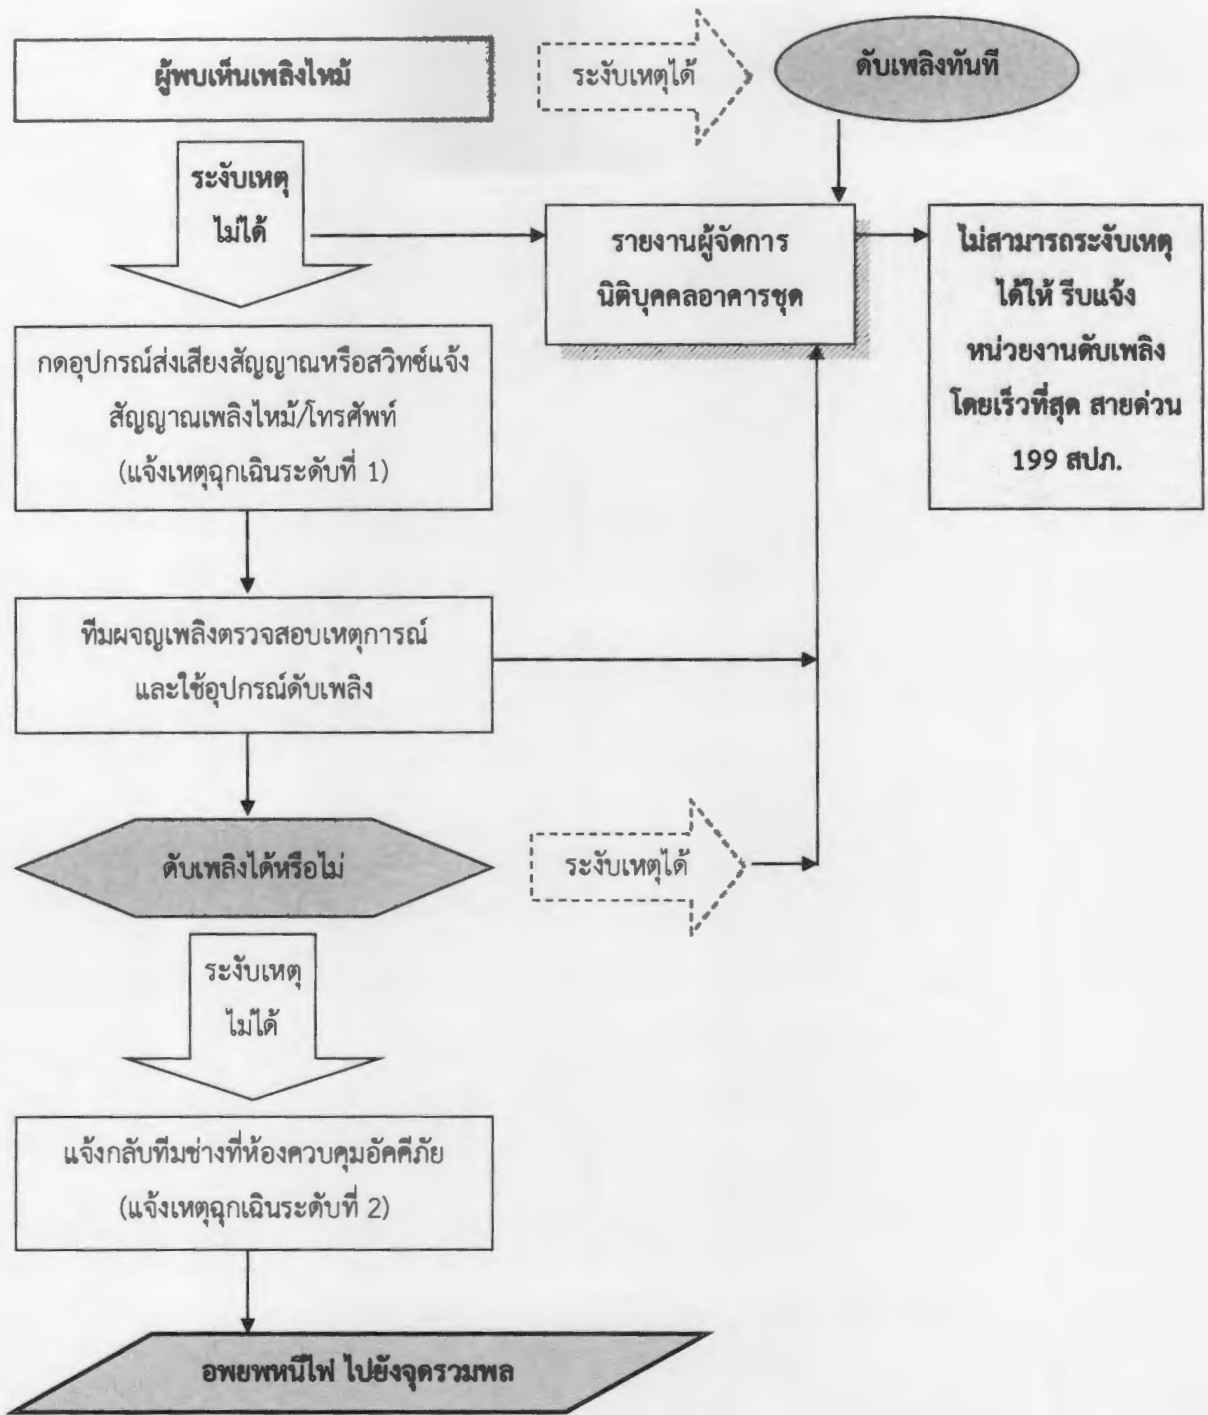 ผู้พบเห็นเพลิงไหม้
ระงับเหตุได้
ดับเพลิงทันที
ระงับเหตุ
ไม่ได้
รายงานผู้จัดการ
นิติบุคคลอาคารชุด
ไม่สามารถระงับเหตุ
ได้ให้ รีบแจ้ง
หน่วยงานดับเพลิง
โดยเร็วที่สุด สายด่วน
199 สปภ.
กดอุปกรณ์ส่งเสียงสัญญาณหรือสวิทซ์แจ้ง
สัญญาณเพลิงไหม้/โทรศัพท์
(แจ้งเหตุฉุกเฉินระดับที่ 1)
ทีมผจญเพลิงตรวจสอบเหตุการณ์
และใช้อุปกรณ์ดับเพลิง
ดับเพลิงได้หรือไม่
ระงับเหตุได้
ระงับเหตุ
ไม่ได้
แจ้งกลับทีมช่างที่ห้องควบคุมอัคคีภัย
(แจ้งเหตุฉุกเฉินระดับที่ 2)
อพยพหนีไฟ ไปยังจุดรวมพล